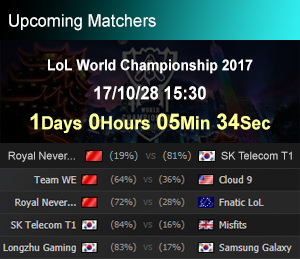 Upcoming Matchers
LoL World Championship 2017
17/10/28 15:30
1Days 0Hours 05Min 34Sec
Royal Never... (19%) vs (81%) SK Telecom T1
Team WE (64%) vs (36%) Cloud 9
Royal Never... (72%) vs (28%) Fnatic LoL
SK Telecom T1 (84%) vs (16%) Misfits
Longzhu Gaming (83%) vs (17%) Samsung Galaxy